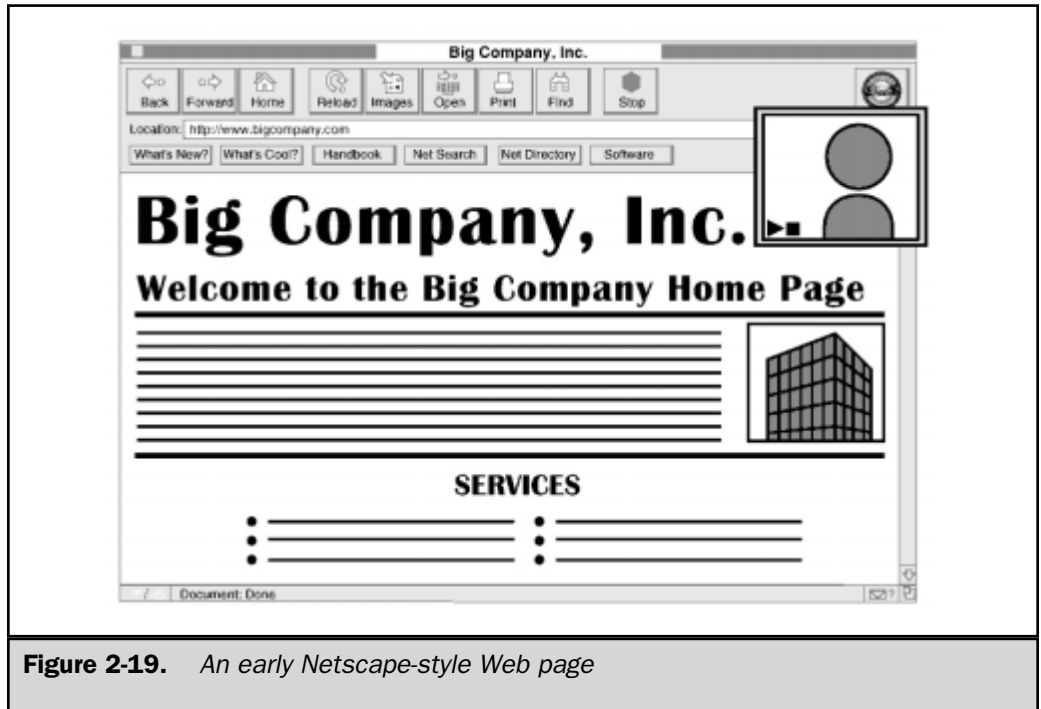 Big Company, Inc.
Back Forward Home Reload Images Open Print Find Stop
Location: http://www.bigcompany.com
What's New? What's Cool? Handbook Net Search Net Directory Software
Big Company, Inc.
Welcome to the Big Company Home Page
SERVICES
Document: Done
?
Figure 2-19. An early Netscape-style Web page